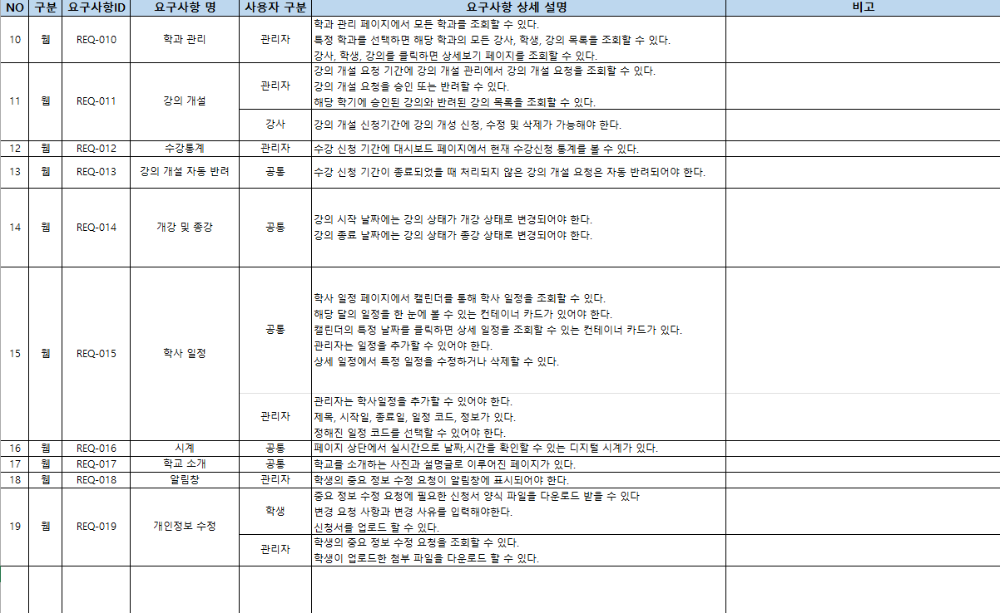 NO 구분 요구사항ID 요구사항 명 사용자 구분 요구사항 상세 설명 비고
10 웹 REQ-010 학과 관리 관리자
학과 관리 페이지에서 모든 학과를 조회할 수 있다.
특정 학과를 선택하면 해당 학과의 모든 강사, 학생, 강의 목록을 조회할 수 있다.
강사, 학생, 강의를 클릭하면 상세보기 페이지를 조회할 수 있다.
11 웹 REQ-011 강의 개설
관리자
강의 개설 요청 기간에 강의 개설 관리에서 강의 개설 요청을 조회할 수 있다.
강의 개설 요청을 승인 또는 반려할 수 있다.
해당 학기에 승인된 강의와 반려된 강의 목록을 조회할 수 있다.
강사 강의 개설 신청기간에 강의 개성 신청, 수정 및 삭제가 가능해야 한다.
12 웹 REQ-012 수강통계 관리자 수강 신청 기간에 대시보드 페이지에서 현재 수강신청 통계를 볼 수 있다.
13 웹 REQ-013 강의 개설 자동 반려 공통 수강 신청 기간이 종료되었을 때 처리되지 않은 강의 개설 요청은 자동 반려되어야 한다.
14 웹 REQ-014 개강 및 종강 공통
강의 시작 날짜에는 강의 상태가 개강 상태로 변경되어야 한다.
강의 종료 날짜에는 강의 상태가 종강 상태로 변경되어야 한다.
15 웹 REQ-015 학사 일정
공통
학사 일정 페이지에서 캘린더를 통해 학사 일정을 조회할 수 있다.
해당 달의 일정을 한 눈에 볼 수 있는 컨테이너 카드가 있어야 한다.
캘린더의 특정 날짜를 클릭하면 상세 일정을 조회할 수 있는 컨테이너 카드가 있다.
관리자는 일정을 추가할 수 있어야 한다.
상세 일정에서 특정 일정을 수정하거나 삭제할 수 있다.
관리자
관리자는 학사일정을 추가할 수 있어야 한다.
제목, 시작일, 종료일, 일정 코드, 정보가 있다.
정해진 일정 코드를 선택할 수 있어야 한다.
16 웹 REQ-016 시계 공통 페이지 상단에서 실시간으로 날짜,시간을 확인할 수 있는 디지털 시계가 있다.
17 웹 REQ-017 학교 소개 공통 학교를 소개하는 사진과 설명글로 이루어진 페이지가 있다.
18 웹 REQ-018 알림창 관리자 학생의 중요 정보 수정 요청이 알림창에 표시되어야 한다.
19 웹 REQ-019 개인정보 수정
학생
중요 정보 수정 요청에 필요한 신청서 양식 파일을 다운로드 받을 수 있다
변경 요청 사항과 변경 사유를 입력해야한다.
신청서를 업로드 할 수 있다.
관리자
학생의 중요 정보 수정 요청을 조회할 수 있다.
학생이 업로드한 첨부 파일을 다운로드 할 수 있다.